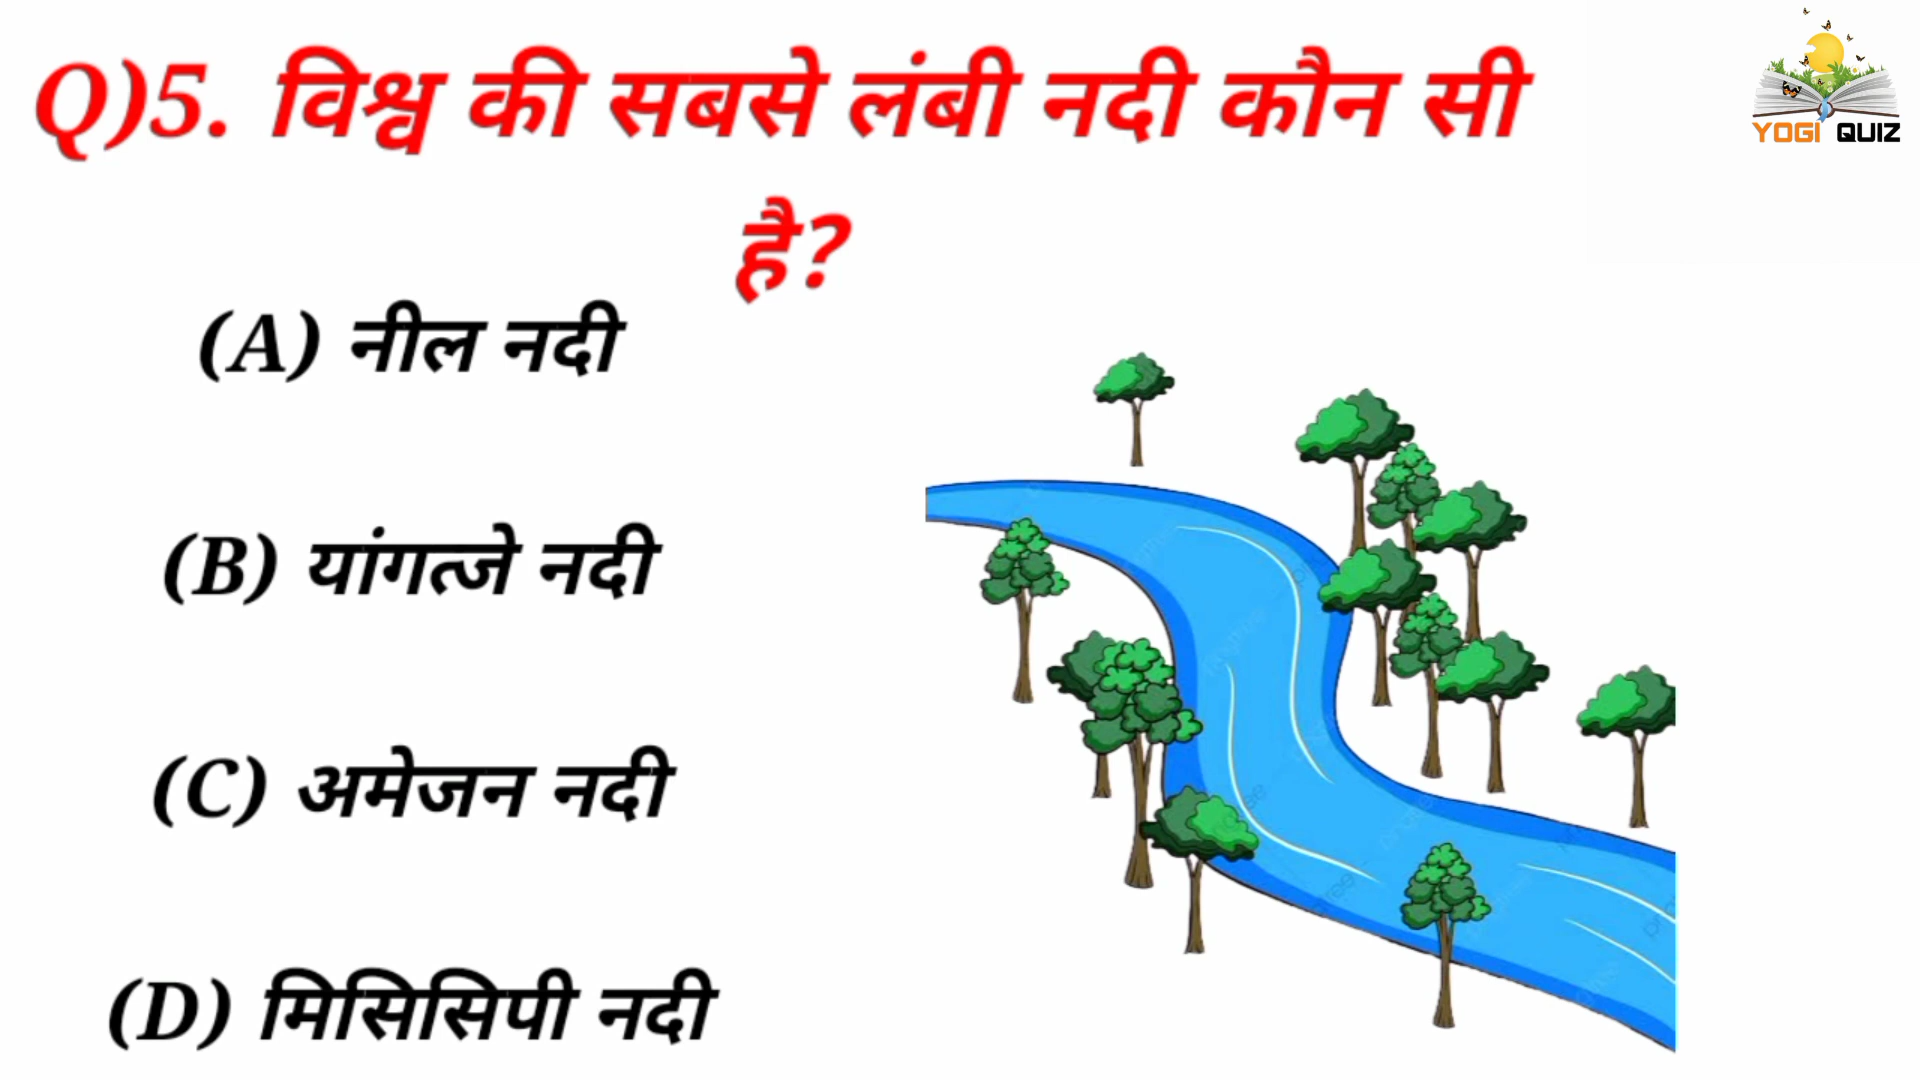 Q)5. विश्व की सबसे लंबी नदी कौन सी
है?
YOGI QUIZ
(A) नील नदी
(B) यांगत्जे नदी
(C) अमेजन नदी
(D) मिसिसिपी नदी